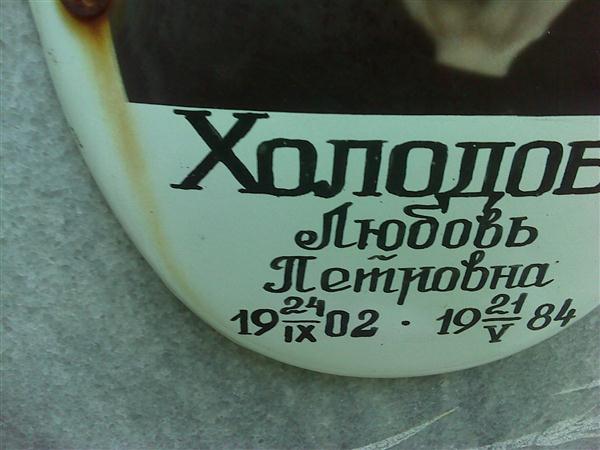 Холодов
Любовь
Петровна
19 24/IX 02 · 19 21/V 84